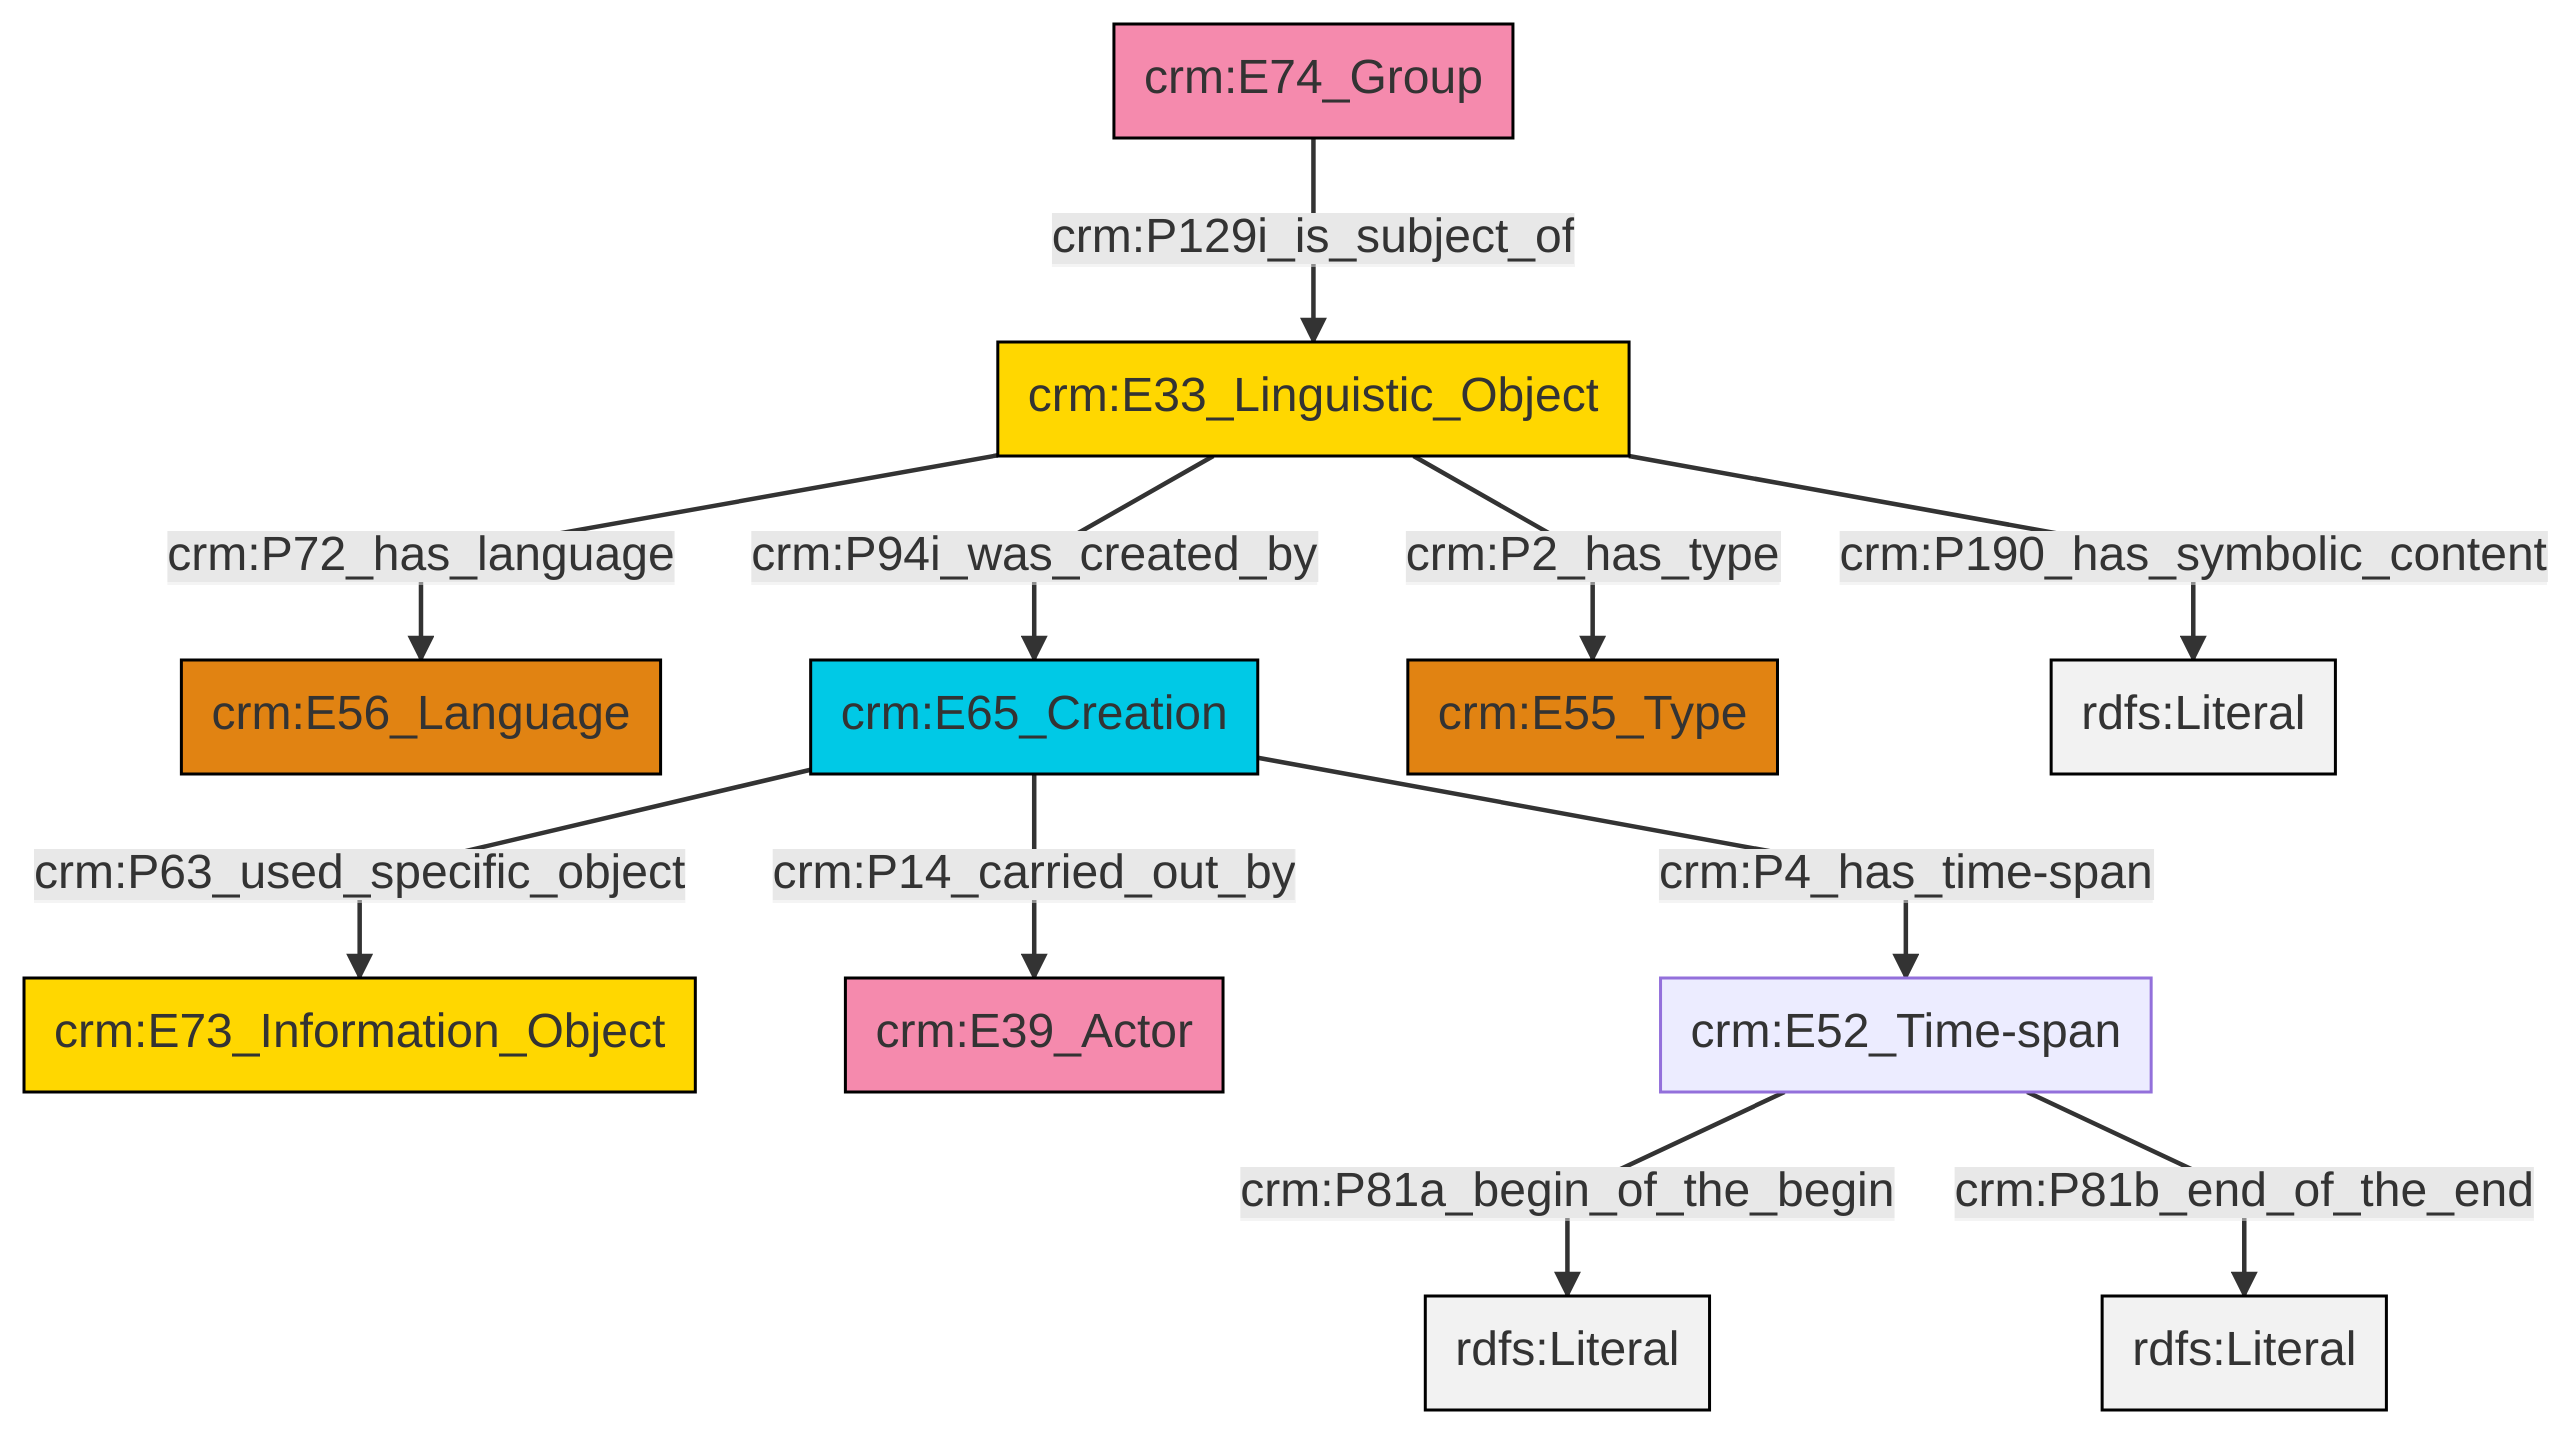 crm:E74_Group
crm:P129i_is_subject_of
crm:E33_Linguistic_Object
crm:P72_has_language
crm:P94i_was_created_by
crm:P2_has_type
crm:P190_has_symbolic_content
crm:E56_Language
crm:E65_Creation
crm:E55_Type
rdfs:Literal
crm:P63_used_specific_object
crm:P14_carried_out_by
crm:P4_has_time-span
crm:E73_Information_Object
crm:E39_Actor
crm:E52_Time-span
crm:P81a_begin_of_the_begin
crm:P81b_end_of_the_end
rdfs:Literal
rdfs:Literal